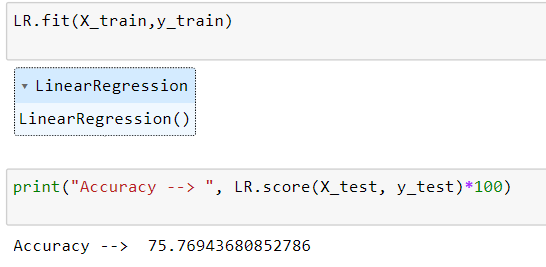 LR.fit(X_train,y_train)
▾ LinearRegression
LinearRegression()
print("Accuracy --> ", LR.score(X_test, y_test)*100)
Accuracy -->  75.76943680852786